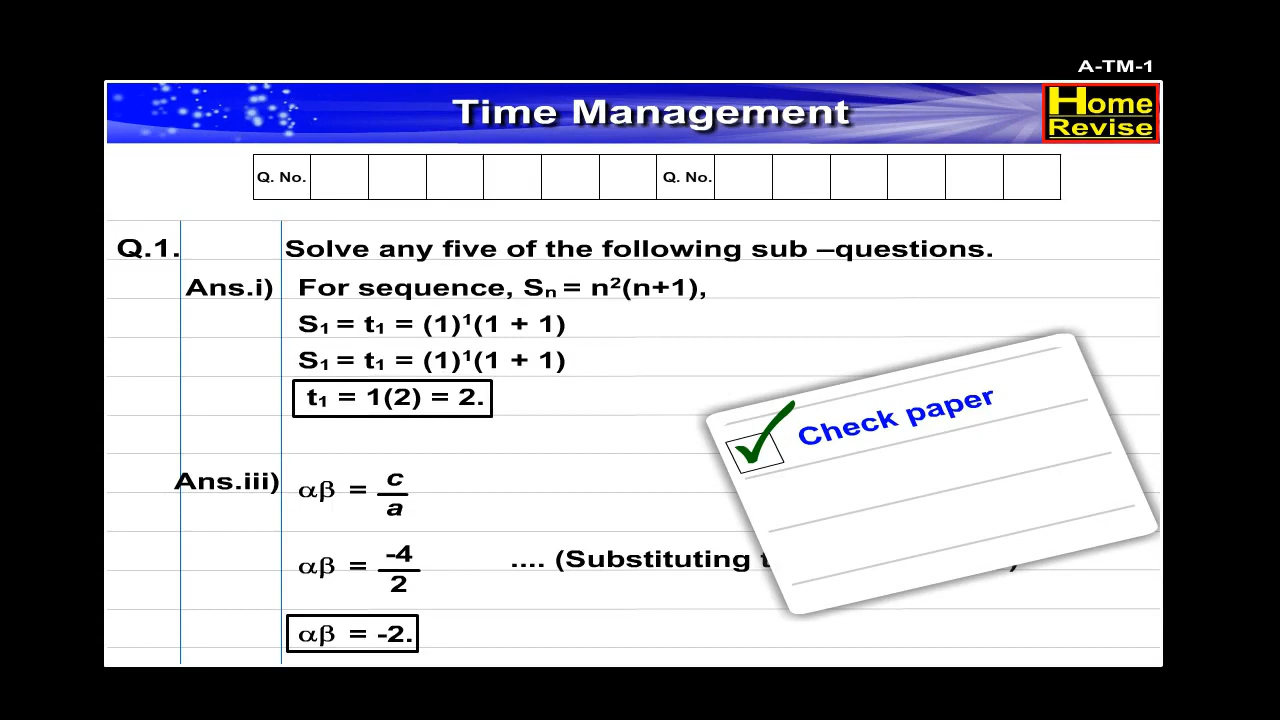 A-TM-1
Time Management
Home
Revise
Q. No. Q. No.
Q.1. Solve any five of the following sub –questions.
Ans.i) For sequence, Sₙ = n²(n+1),
S₁ = t₁ = (1)¹(1 + 1)
S₁ = t₁ = (1)¹(1 + 1)
t₁ = 1(2) = 2.
Check paper
Ans.iii) αβ = c/a
αβ = -4/2 .... (Substituting
αβ = -2.